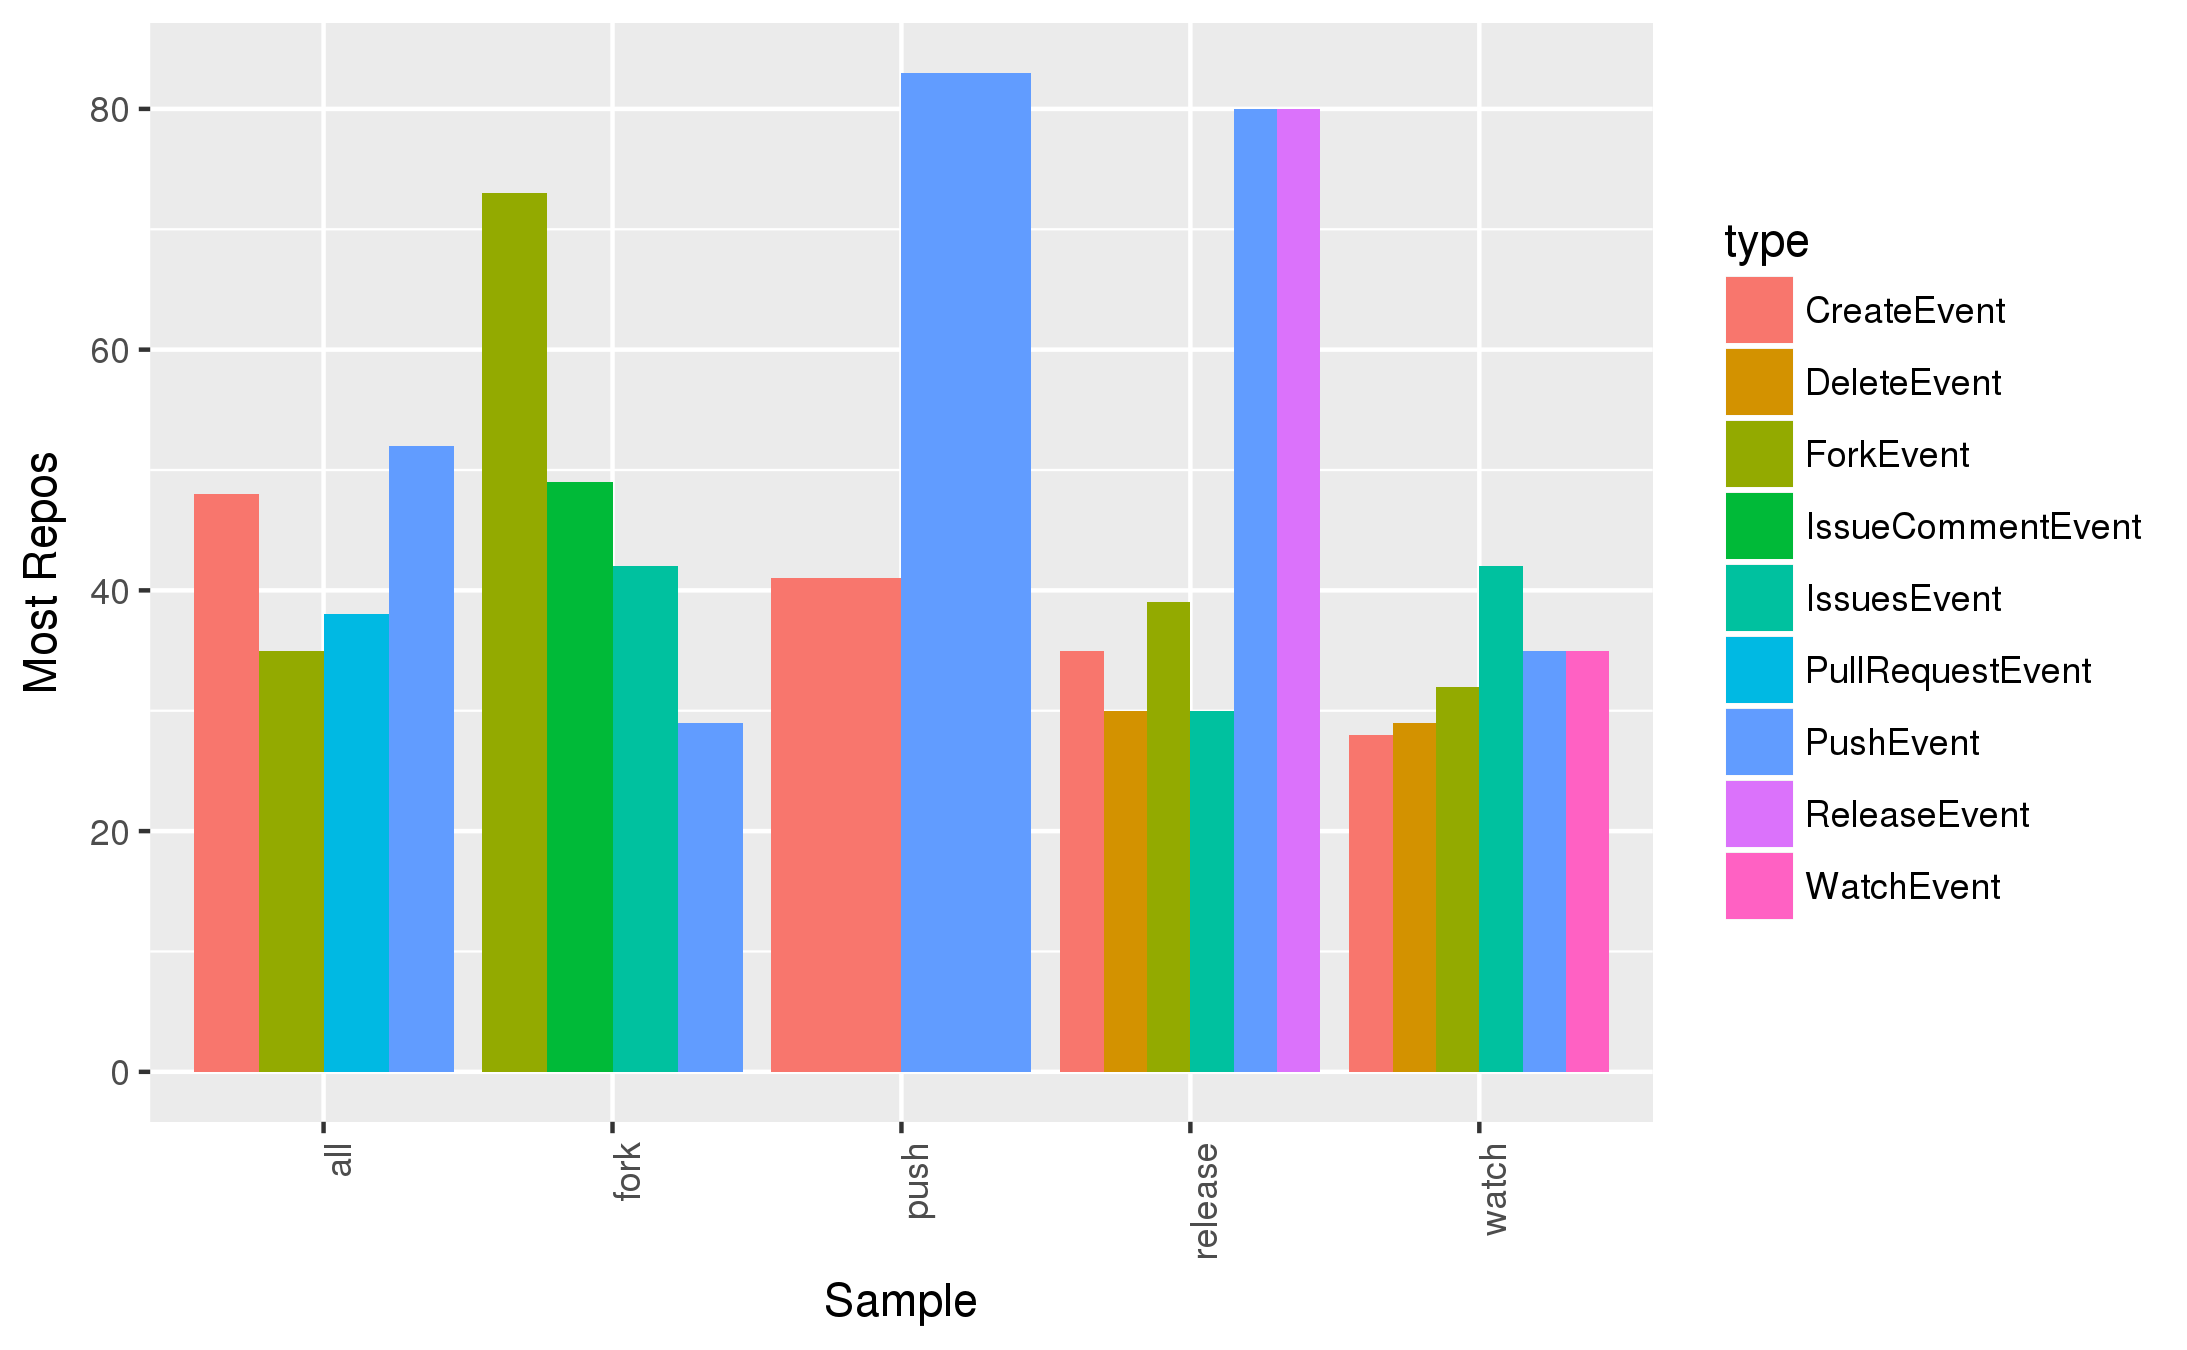 80
60
40
20
0
Most Repos
all
fork
push
release
watch
Sample
type
CreateEvent
DeleteEvent
ForkEvent
IssueCommentEvent
IssuesEvent
PullRequestEvent
PushEvent
ReleaseEvent
WatchEvent